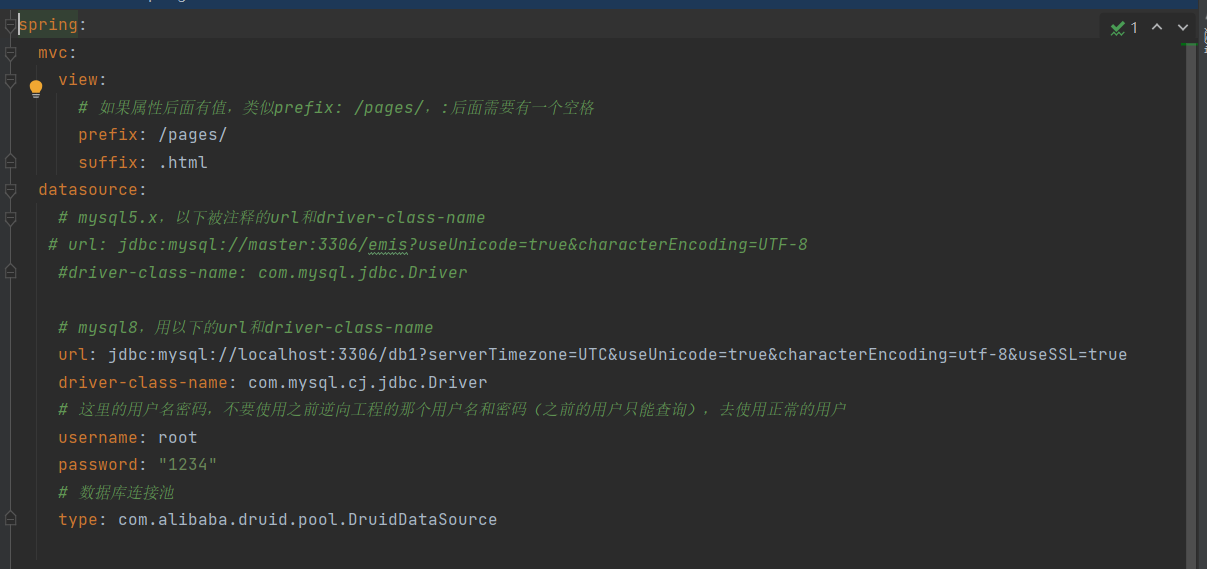 spring:
  mvc:
    view:
      # 如果属性后面有值，类似prefix: /pages/，:后面需要有一个空格
      prefix: /pages/
      suffix: .html
  datasource:
    # mysql5.x，以下被注释的url和driver-class-name
   # url: jdbc:mysql://master:3306/emis?useUnicode=true&characterEncoding=UTF-8
    #driver-class-name: com.mysql.jdbc.Driver
    # mysql8，用以下的url和driver-class-name
    url: jdbc:mysql://localhost:3306/db1?serverTimezone=UTC&useUnicode=true&characterEncoding=utf-8&useSSL=true
    driver-class-name: com.mysql.cj.jdbc.Driver
    # 这里的用户名密码，不要使用之前逆向工程的那个用户名和密码（之前的用户只能查询），去使用正常的用户
    username: root
    password: "1234"
    # 数据库连接池
    type: com.alibaba.druid.pool.DruidDataSource
1